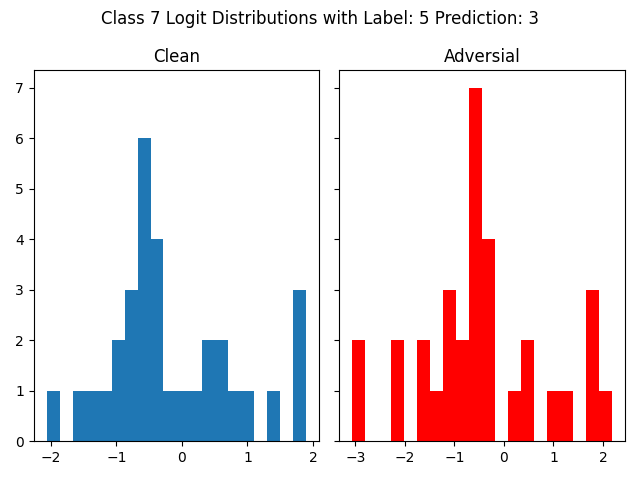 Class 7 Logit Distributions with Label: 5 Prediction: 3
Clean
Adversial
7
6
5
4
3
2
1
0
−2 −1 0 1 2
−3 −2 −1 0 1 2